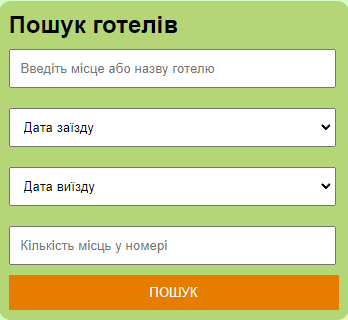 Пошук готелів
Введіть місце або назву готелю
Дата заїзду
Дата виїзду
Кількість місць у номері
ПОШУК